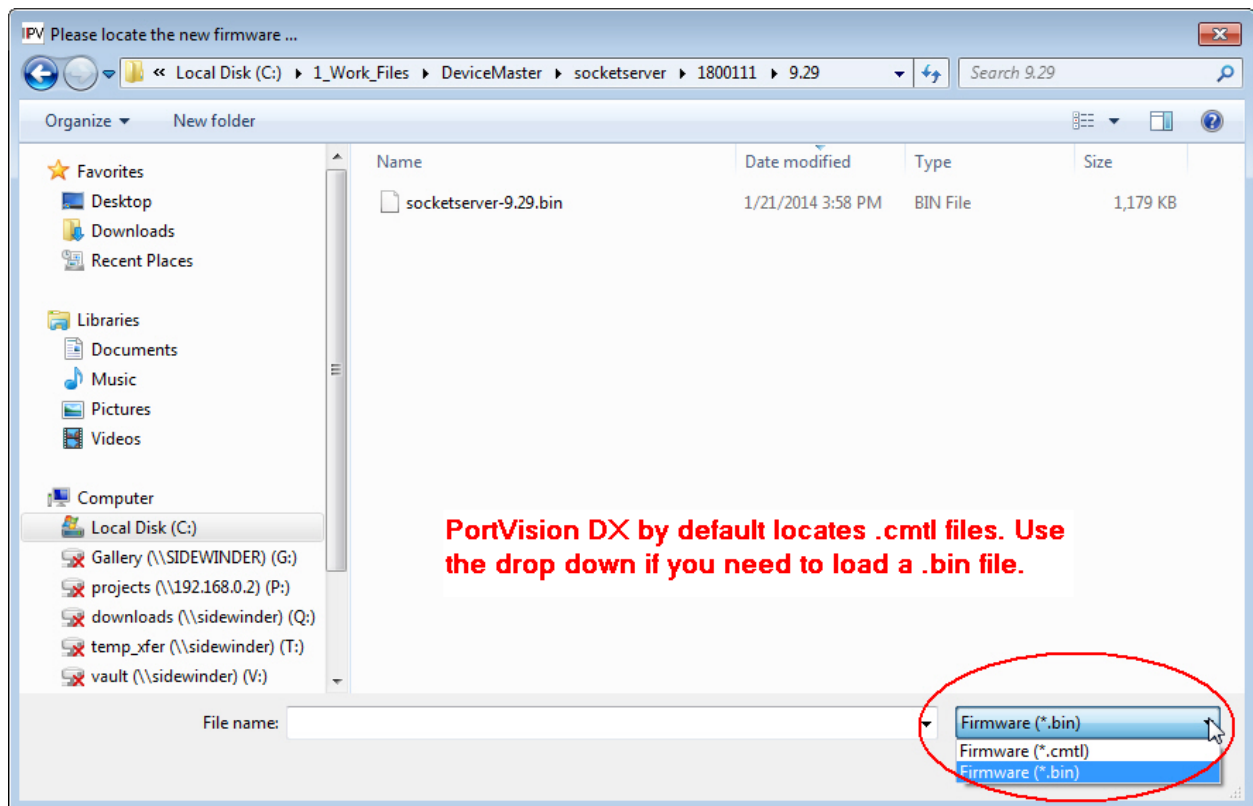 IPV Please locate the new firmware ...
« Local Disk (C:) 1_Work_Files DeviceMaster socketserver 1800111 9.29 Search 9.29
Organize New folder
Favorites
Desktop
Downloads
Recent Places
Libraries
Documents
Music
Pictures
Videos
Computer
Local Disk (C:)
Gallery (\\SIDEWINDER) (G:)
projects (\\192.168.0.2) (P:)
downloads (\\sidewinder) (Q:)
temp_xfer (\\sidewinder) (T:)
vault (\\sidewinder) (V:)
Name Date modified Type Size
socketserver-9.29.bin 1/21/2014 3:58 PM BIN File 1,179 KB
PortVision DX by default locates .cmtl files. Use
the drop down if you need to load a .bin file.
File name: Firmware (*.bin)
Firmware (*.cmtl)
Firmware (*.bin)